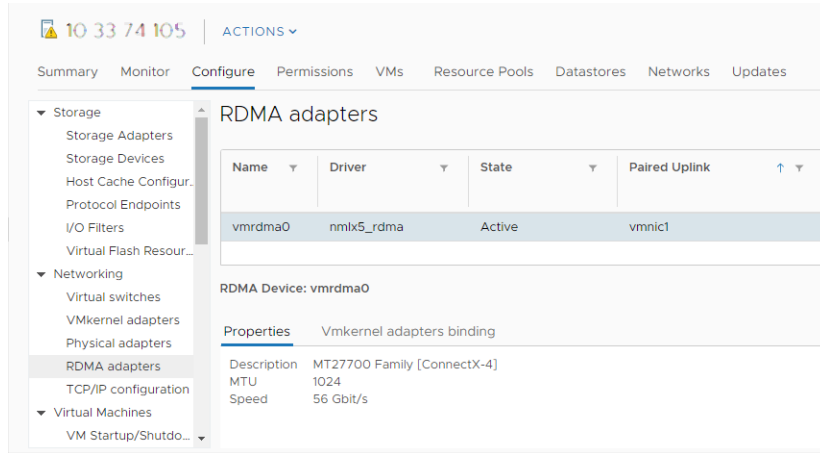 10 33 74 105 ACTIONS
Summary Monitor Configure Permissions VMs Resource Pools Datastores Networks Updates
Storage
Storage Adapters
Storage Devices
Host Cache Configur..
Protocol Endpoints
I/O Filters
Virtual Flash Resour...
Networking
Virtual switches
VMkernel adapters
Physical adapters
RDMA adapters
TCP/IP configuration
Virtual Machines
VM Startup/Shutdo...
RDMA adapters
Name Driver State Paired Uplink
vmrdma0 nmlx5_rdma Active vmnic1
RDMA Device: vmrdma0
Properties Vmkernel adapters binding
Description MT27700 Family [ConnectX-4]
MTU 1024
Speed 56 Gbit/s